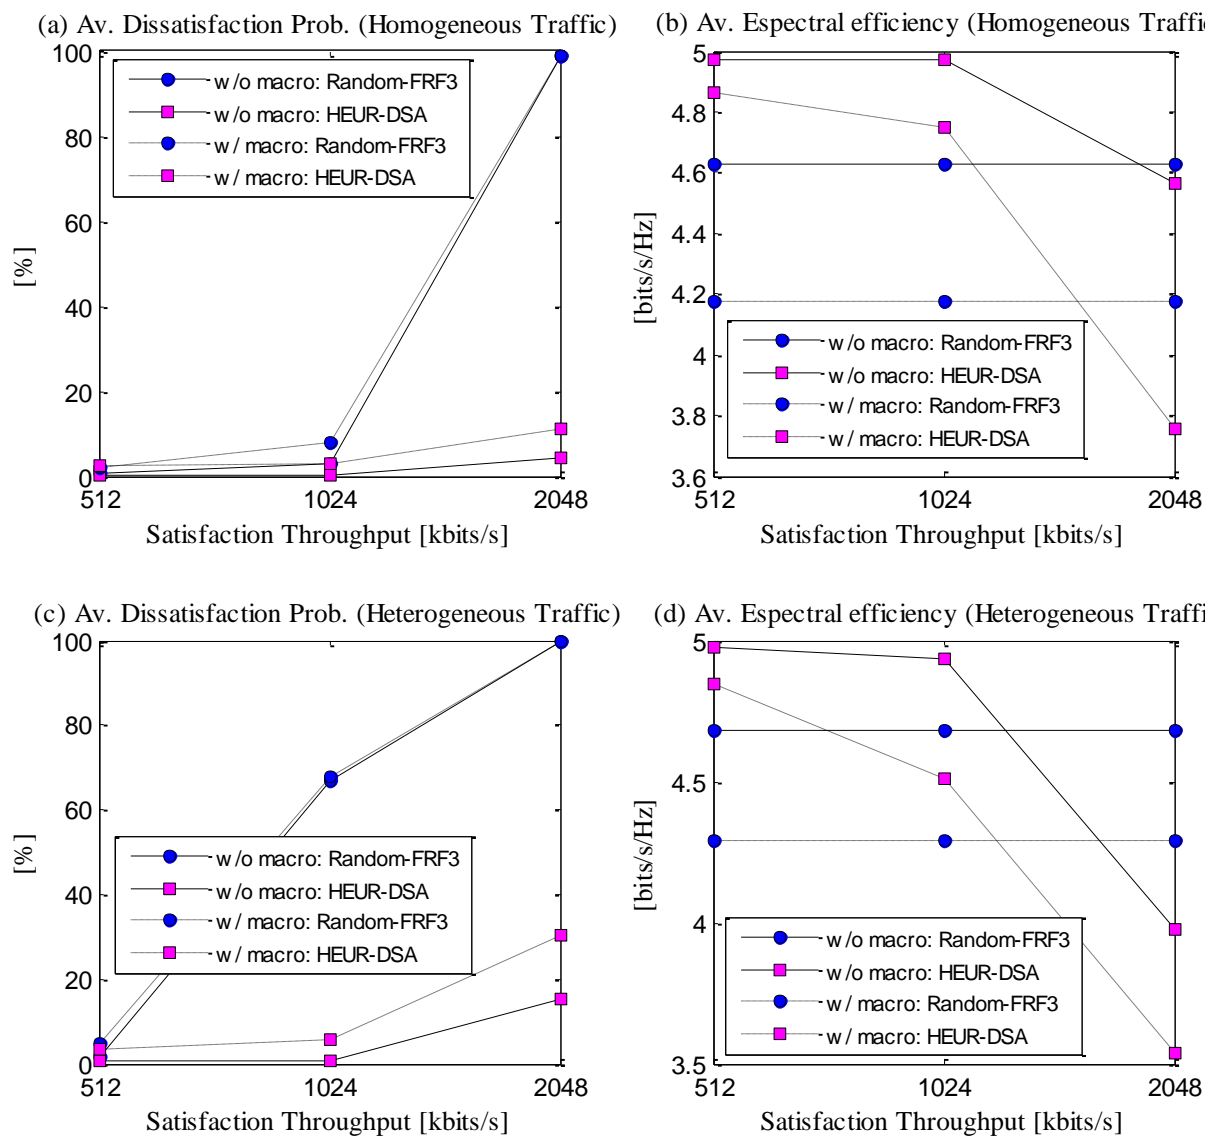 (a) Av. Dissatisfaction Prob. (Homogeneous Traffic)
100
80
60
40
20
0
[%]
w/o macro: Random-FRF3
w/o macro: HEUR-DSA
w/ macro: Random-FRF3
w/ macro: HEUR-DSA
512 1024 2048
Satisfaction Throughput [kbits/s]
(b) Av. Espectral efficiency (Homogeneous Traffi
5
4.8
4.6
4.4
4.2
4
3.8
3.6
[bits/s/Hz]
w/o macro: Random-FRF3
w/o macro: HEUR-DSA
w/ macro: Random-FRF3
w/ macro: HEUR-DSA
512 1024 2048
Satisfaction Throughput [kbits/s]
(c) Av. Dissatisfaction Prob. (Heterogeneous Traffic)
100
80
60
40
20
0
[%]
w/o macro: Random-FRF3
w/o macro: HEUR-DSA
w/ macro: Random-FRF3
w/ macro: HEUR-DSA
512 1024 2048
Satisfaction Throughput [kbits/s]
(d) Av. Espectral efficiency (Heterogeneous Traffi
5
4.5
4
3.5
[bits/s/Hz]
w/o macro: Random-FRF3
w/o macro: HEUR-DSA
w/ macro: Random-FRF3
w/ macro: HEUR-DSA
512 1024 2048
Satisfaction Throughput [kbits/s]